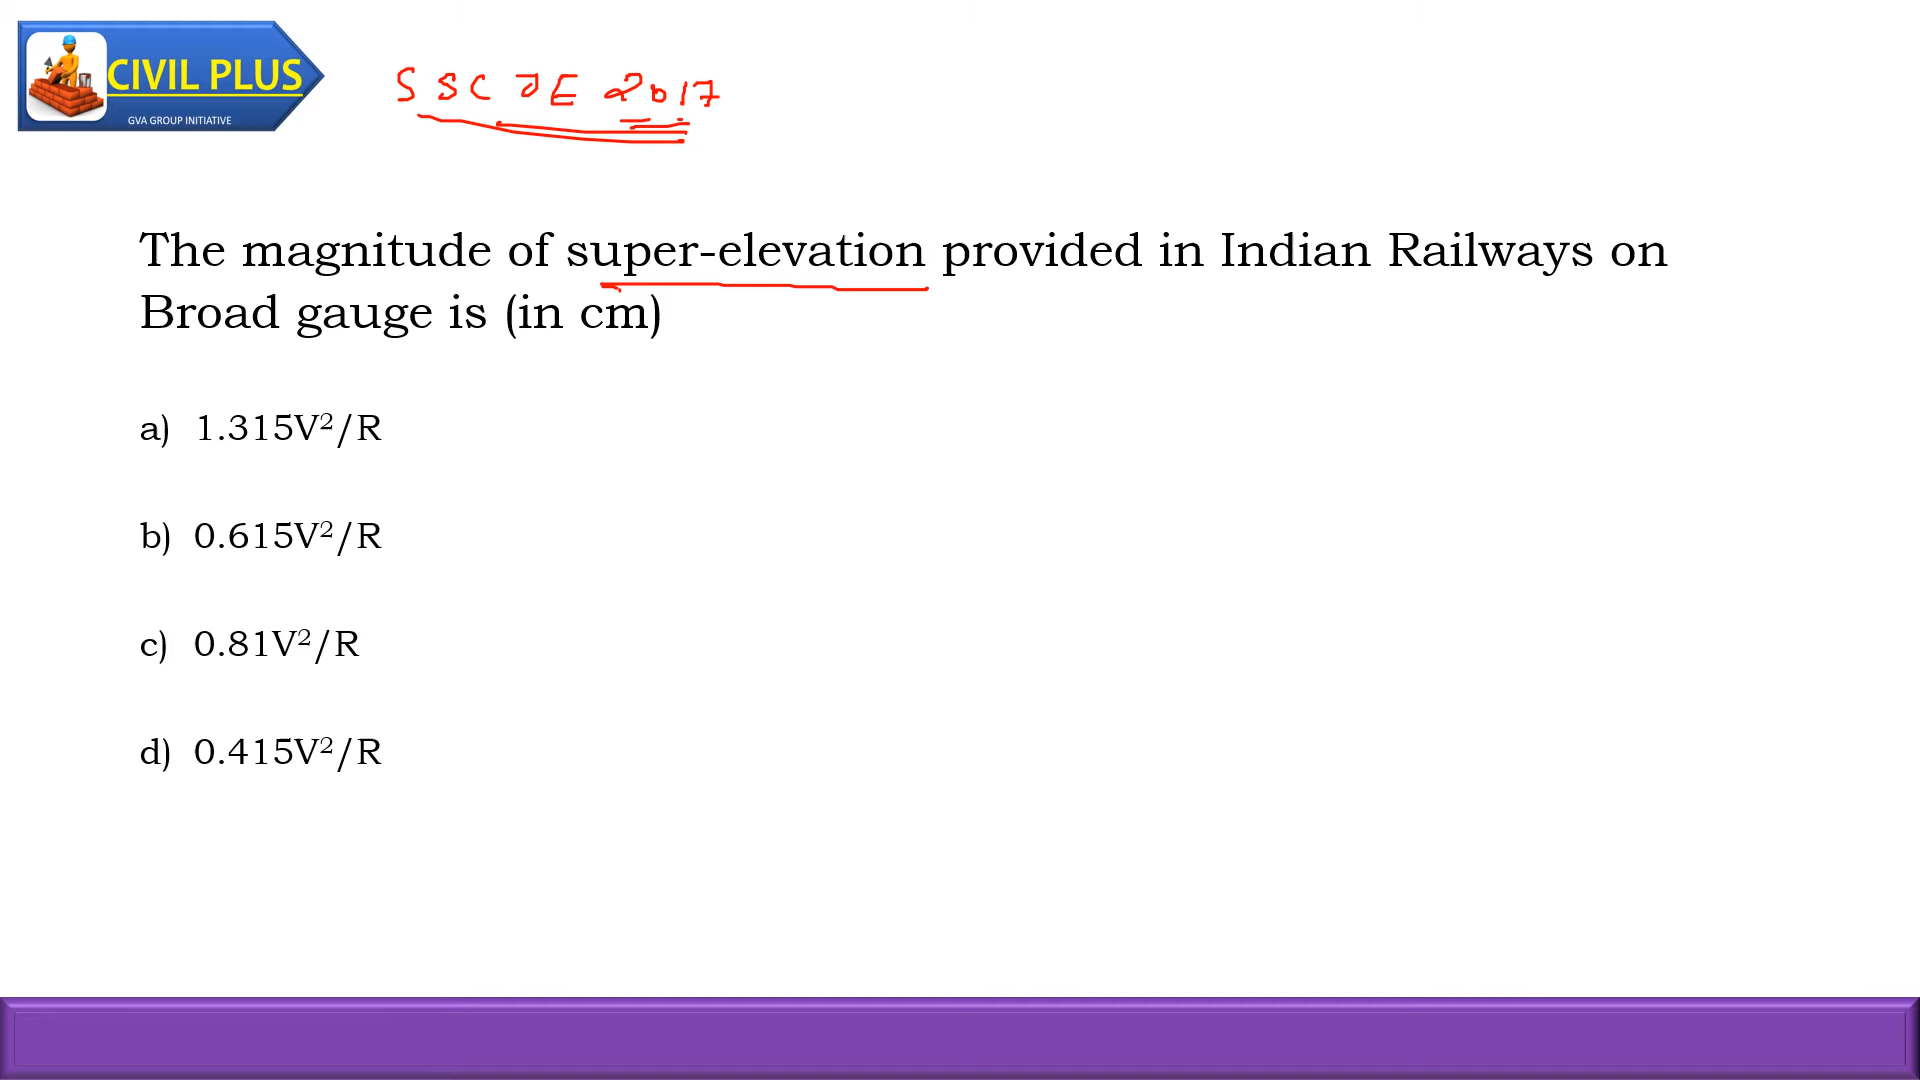 CIVIL PLUS
GVA GROUP INITIATIVE
SSC JE 2017
The magnitude of super-elevation provided in Indian Railways on
Broad gauge is (in cm)
a) 1.315V²/R
b) 0.615V²/R
c) 0.81V²/R
d) 0.415V²/R